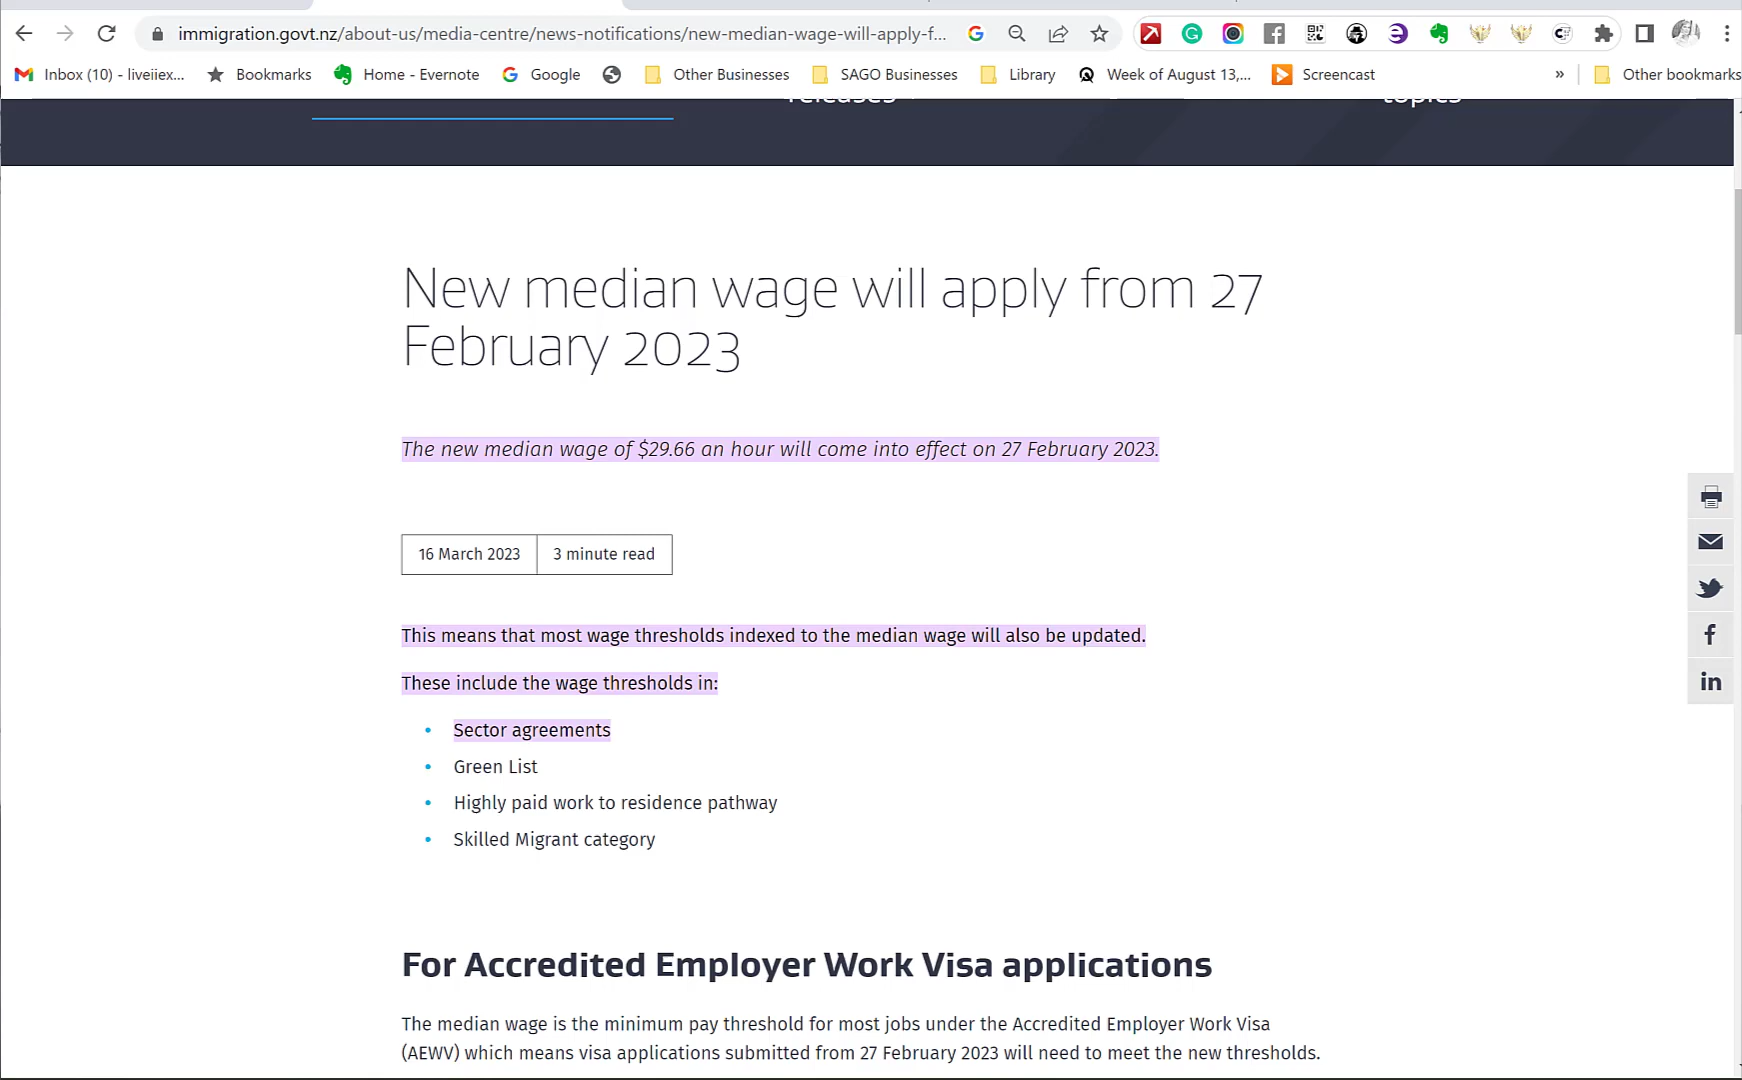 immigration.govt.nz/about-us/media-centre/news-notifications/new-median-wage-will-apply-f...
Inbox (10) - liveiiex... Bookmarks Home - Evernote Google Other Businesses SAGO Businesses Library Week of August 13,... Screencast » Other bookmarks
releases topics
New median wage will apply from 27
February 2023
The new median wage of $29.66 an hour will come into effect on 27 February 2023.
16 March 2023 3 minute read
This means that most wage thresholds indexed to the median wage will also be updated.
These include the wage thresholds in:
• Sector agreements
• Green List
• Highly paid work to residence pathway
• Skilled Migrant category
For Accredited Employer Work Visa applications
The median wage is the minimum pay threshold for most jobs under the Accredited Employer Work Visa
(AEWV) which means visa applications submitted from 27 February 2023 will need to meet the new thresholds.